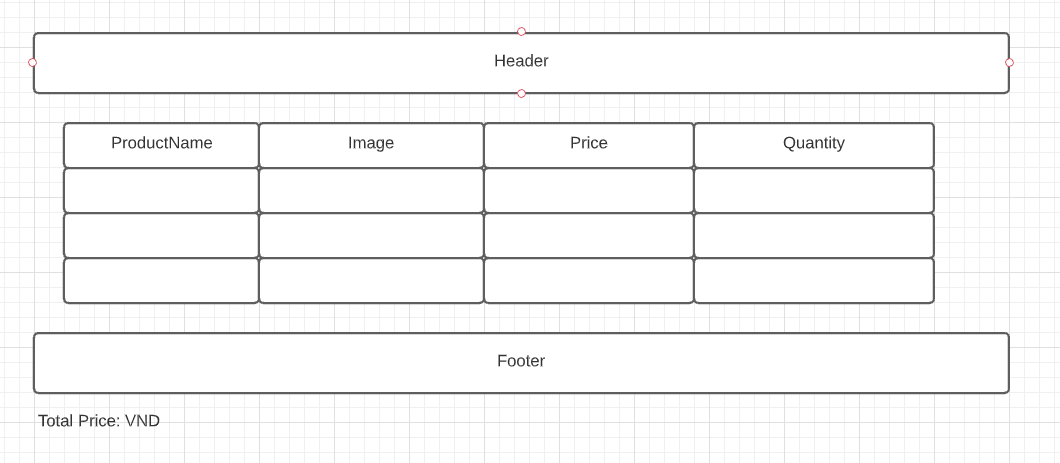 Header
ProductName Image Price Quantity
Footer
Total Price: VND